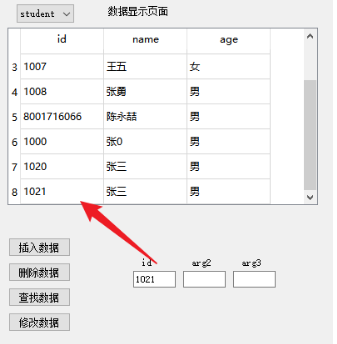 student 数据显示页面
id name age
3 1007 王五 女
4 1008 张勇 男
5 8001716066 陈永喆 男
6 1000 张0 男
7 1020 张三 男
8 1021 张三 男
插入数据
id arg2 arg3
删除数据 1021
查找数据
修改数据